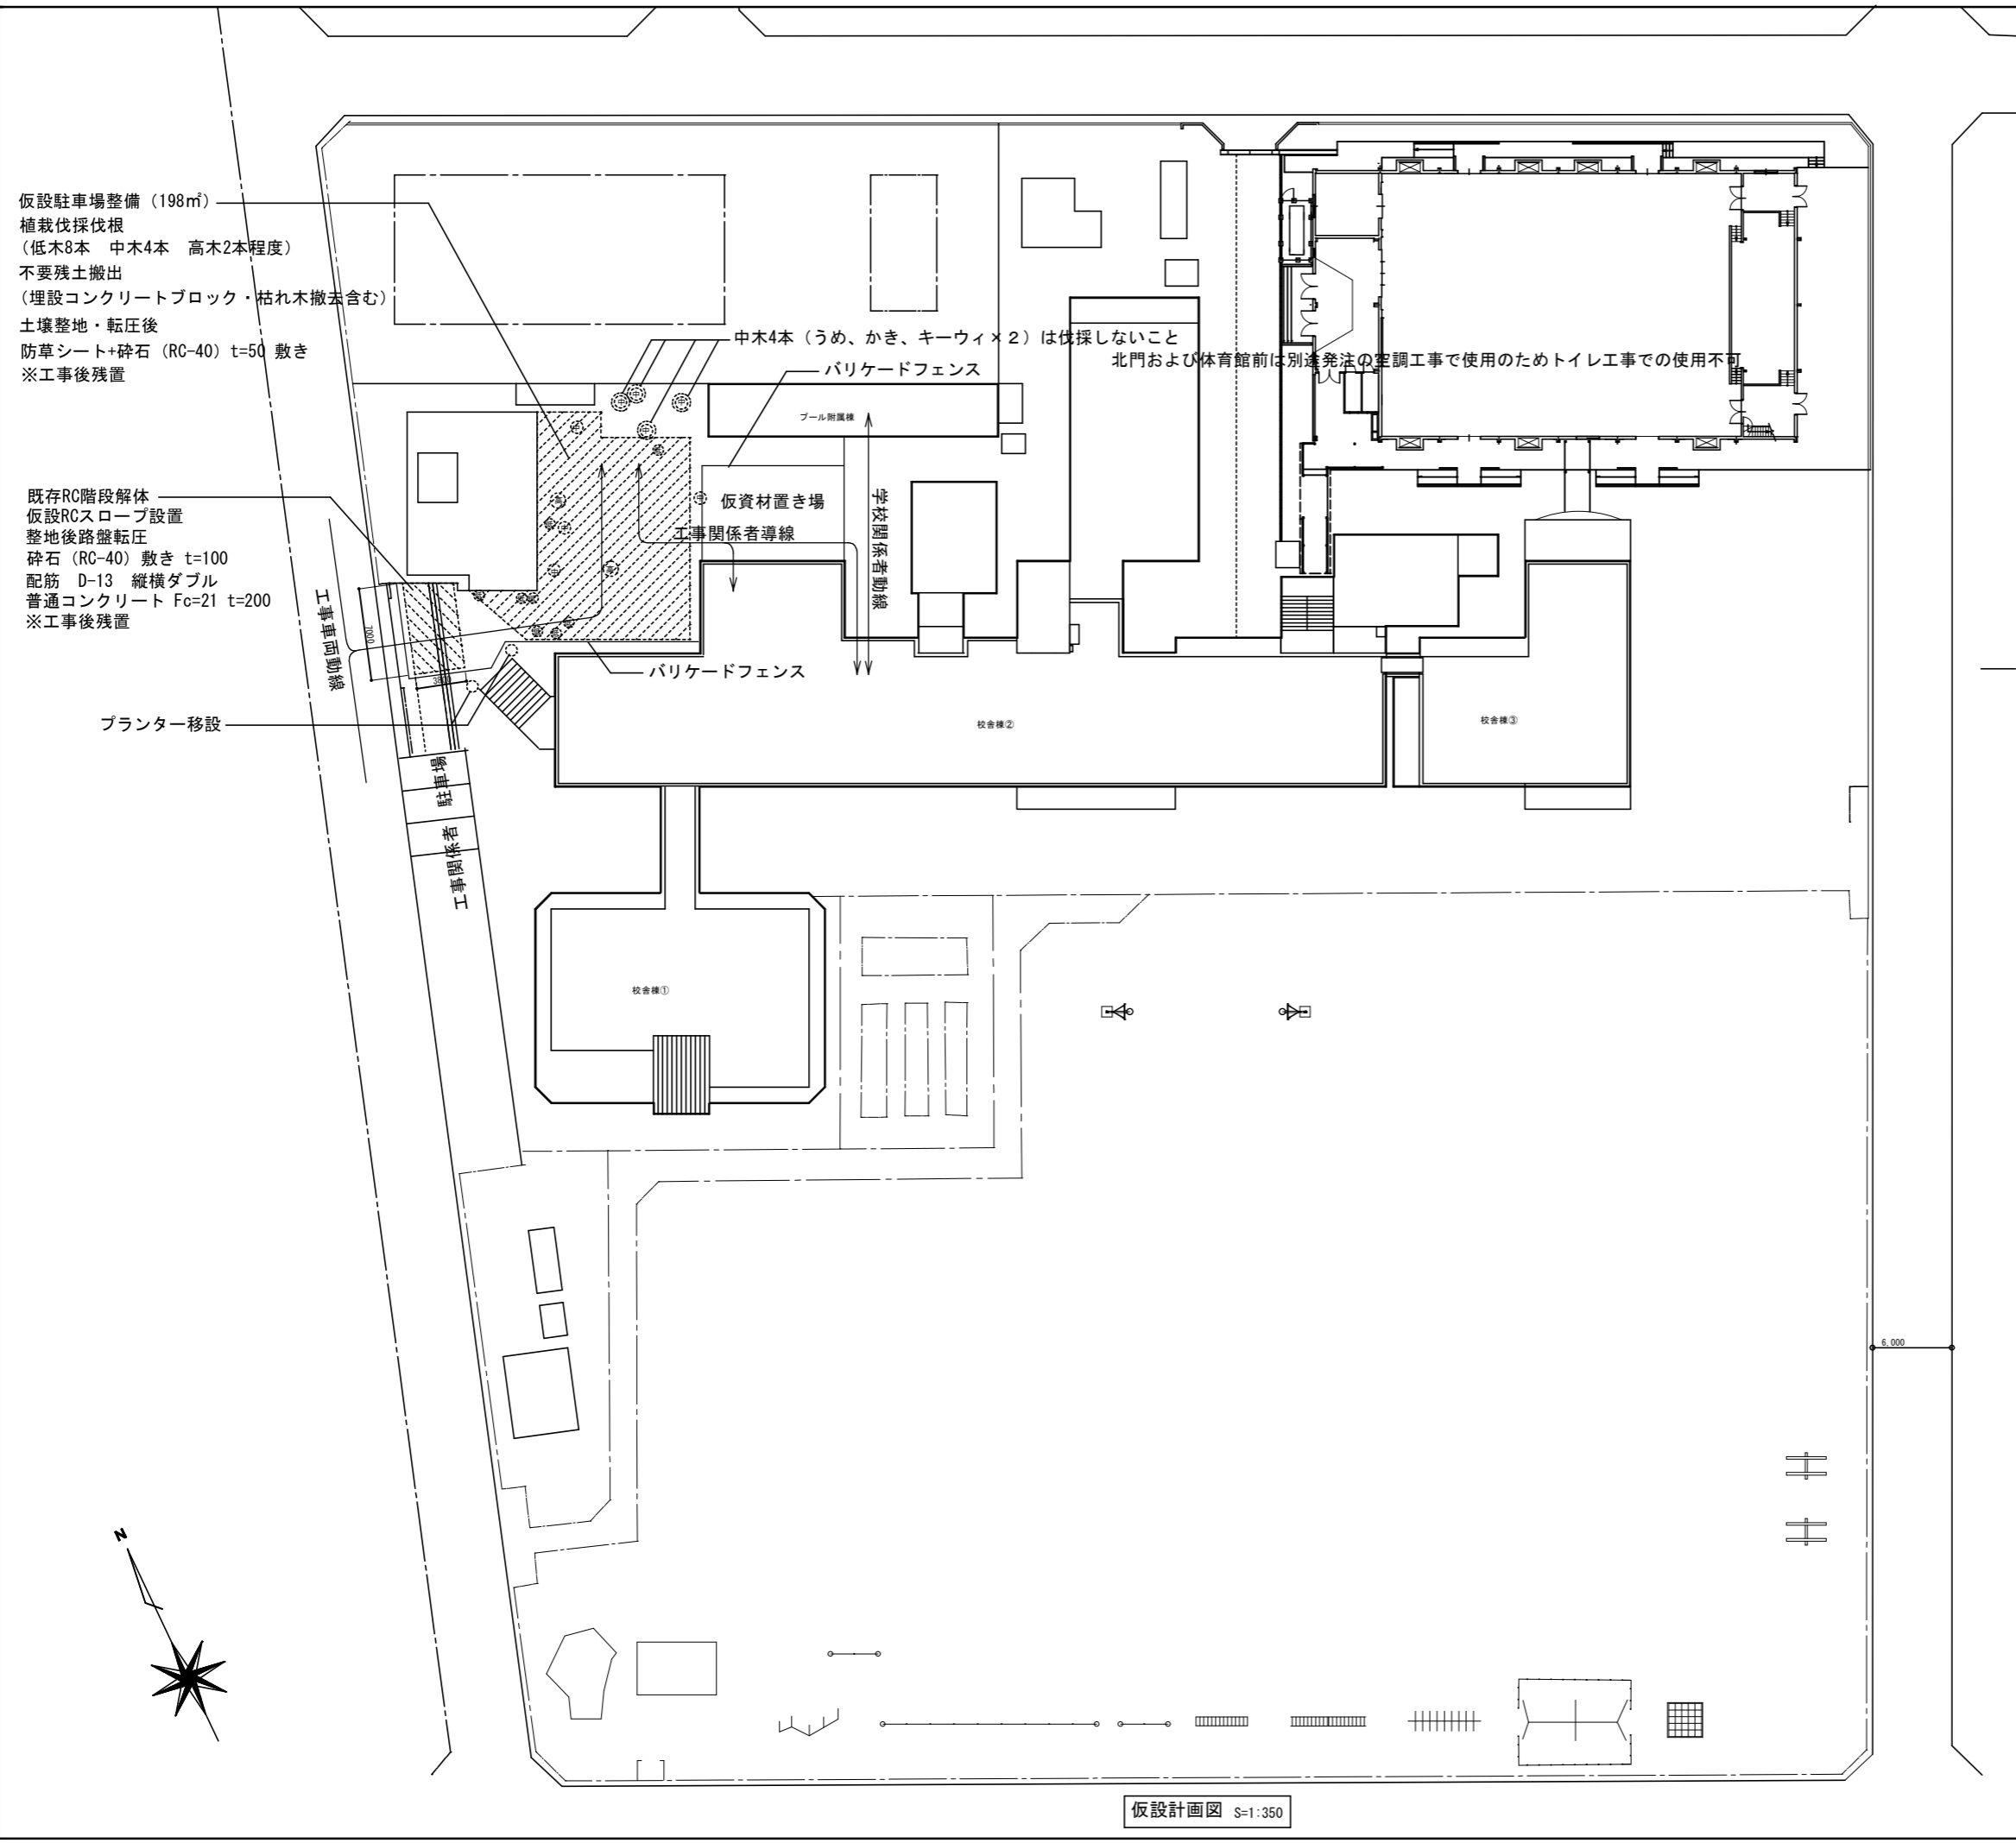 仮設駐車場整備（198㎡）
植栽伐採伐根
（低木8本　中木4本　高木2本程度）
不要残土搬出
（埋設コンクリートブロック・枯れ木撤去含む）
土壌整地・転圧後
防草シート+砕石（RC-40）t=50 敷き
※工事後残置
中木4本（うめ、かき、キーウィ×２）は伐採しないこと
北門および体育館前は別途発注の空調工事で使用のためトイレ工事での使用不可
バリケードフェンス
プール附属棟
中
中
中
中
仮資材置き場
工事関係者導線
学校関係者動線
既存RC階段解体
仮設RCスロープ設置
整地後路盤転圧
砕石（RC-40）敷き t=100
配筋　D-13　縦横ダブル
普通コンクリート Fc=21 t=200
※工事後残置
工事車両動線
7000
バリケードフェンス
プランター移設
校舎棟②
校舎棟③
工事関係者　駐車場
校舎棟①
6,000
N
仮設計画図 S=1:350